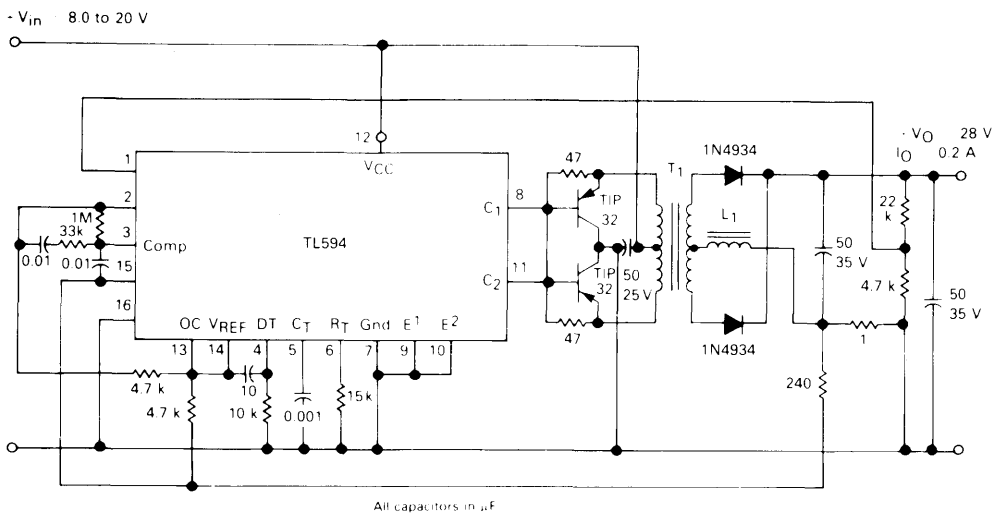 - Vin 8.0 to 20 V
12
VCC
1
2
1M
33k
3
Comp
0.01
0.01
15
16
TL594
OC
VREF
DT
CT
RT
Gnd
E1
E2
13
14
4
5
6
7
9
10
4.7 k
4.7 k
10
10 k
0.001
15k
C1
8
C2
11
47
TIP
32
TIP
32
47
50
25 V
T1
1N4934
L1
1N4934
- VO 28 V
IO 0.2 A
22
k
50
35 V
4.7 k
50
35 V
1
240
All capacitors in µF